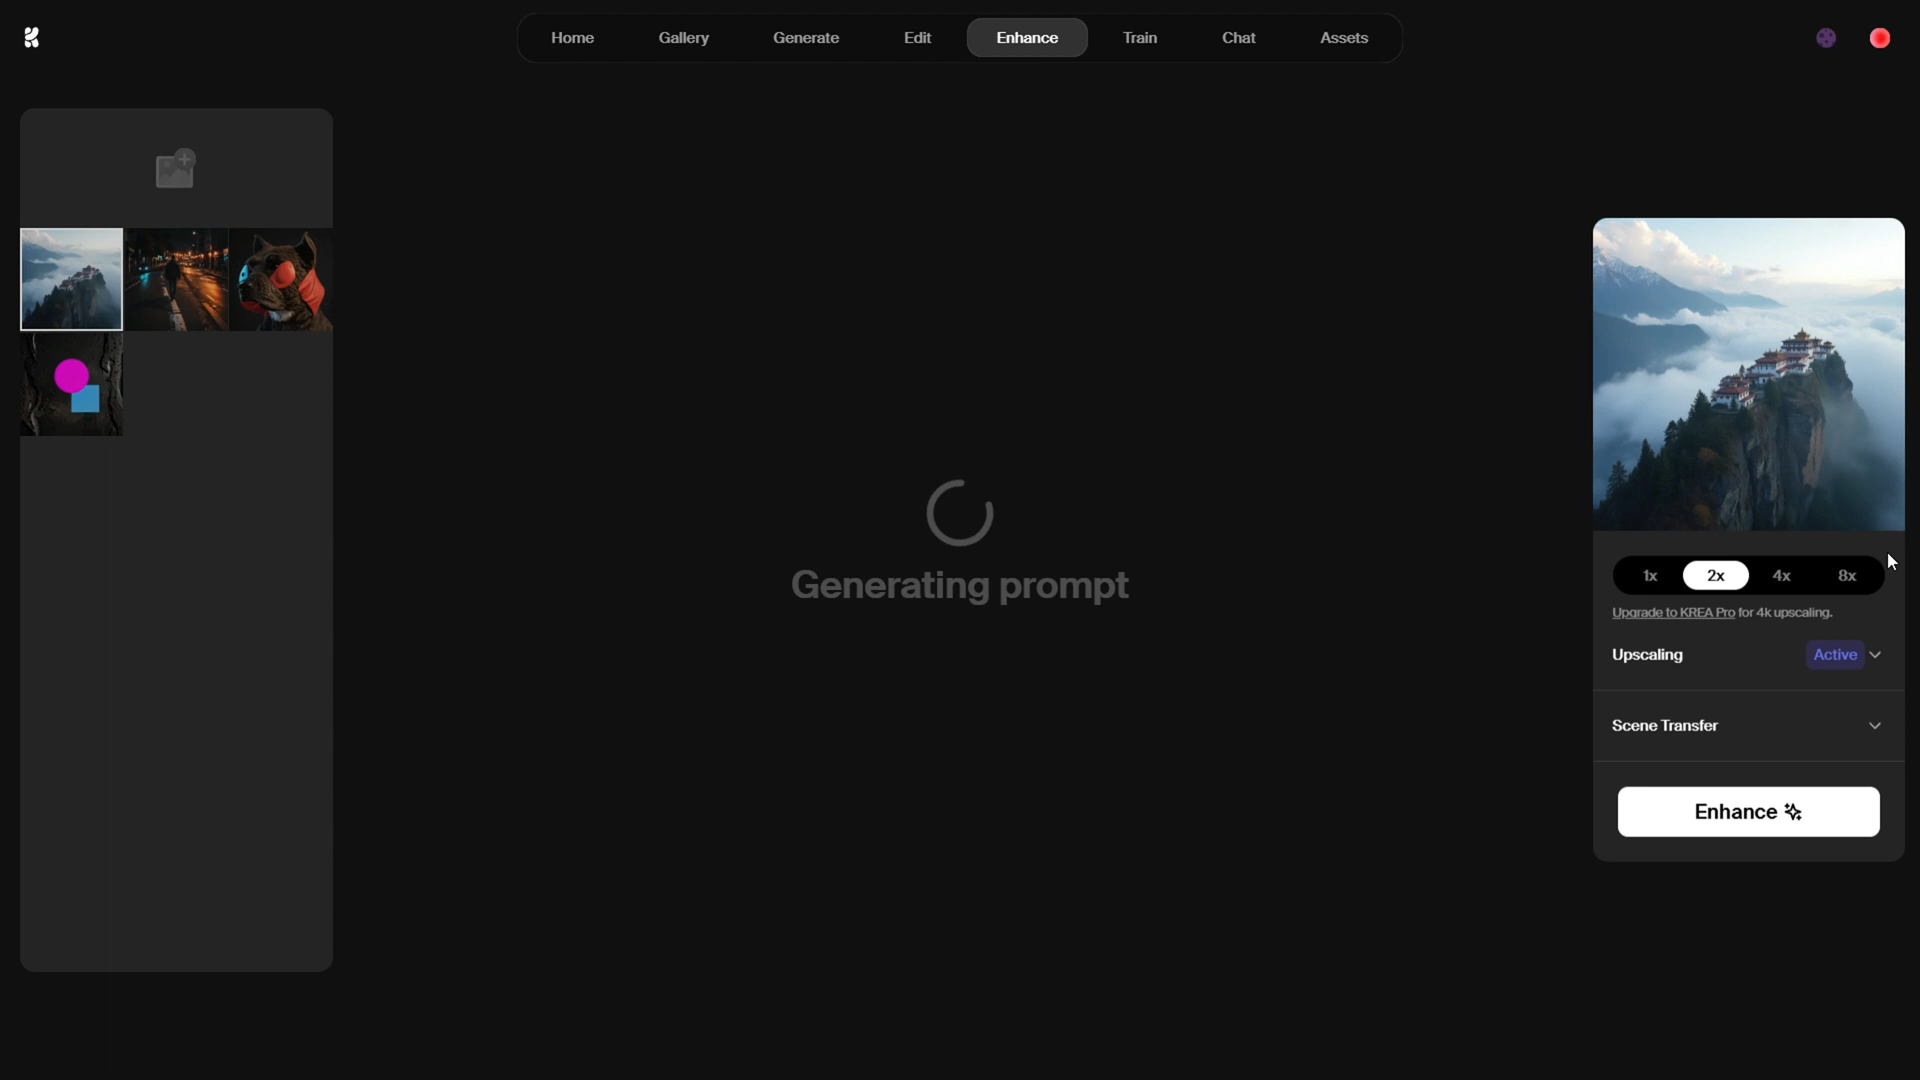 Home
Gallery
Generate
Edit
Enhance
Train
Chat
Assets
Generating prompt
1x
2x
4x
8x
Upgrade to KREA Pro for 4k upscaling.
Upscaling
Active
Scene Transfer
Enhance